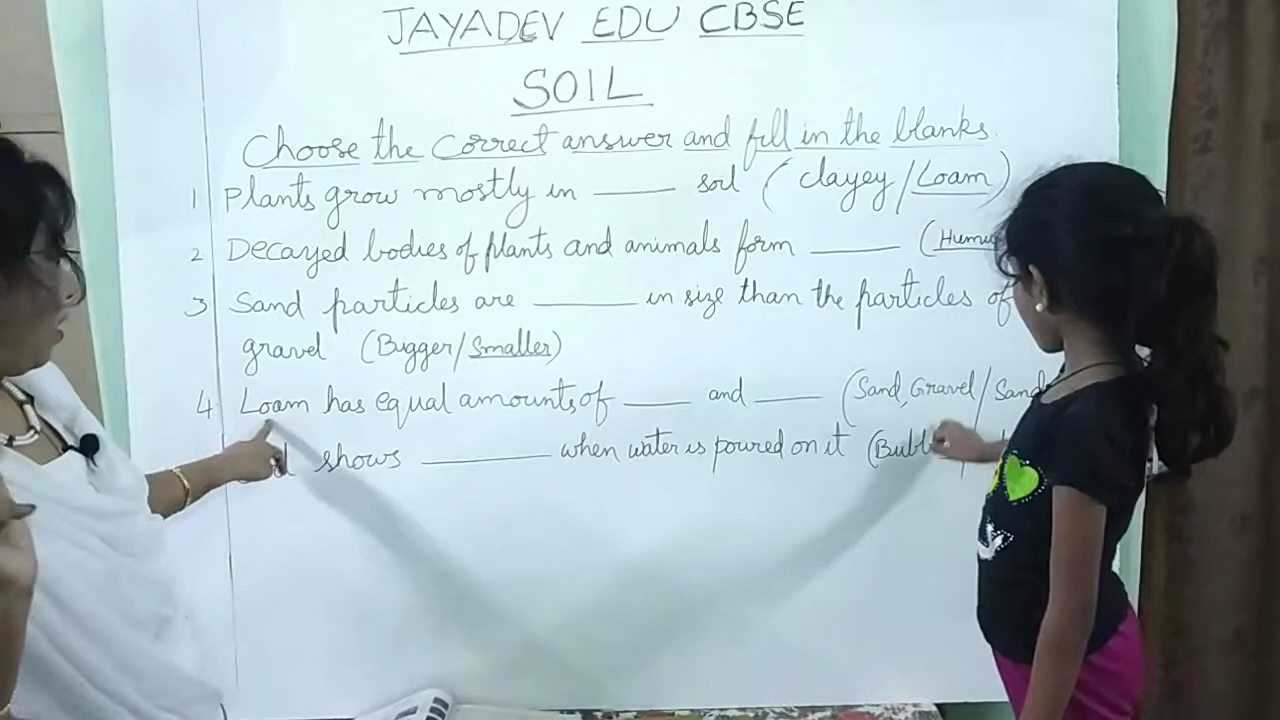 JAYADEV EDU CBSE
SOIL
Choose the correct answer and fill in the blanks.
1 Plants grow mostly in ______ soil (clayey/Loam)
2 Decayed bodies of plants and animals form ______ (
3 Sand particles are ______ in size than the particles of
gravel (Bigger/Smaller)
4 Loam has equal amounts of ____ and ____ (Sand, Gravel/Sand
shows ______ when water is poured on it (